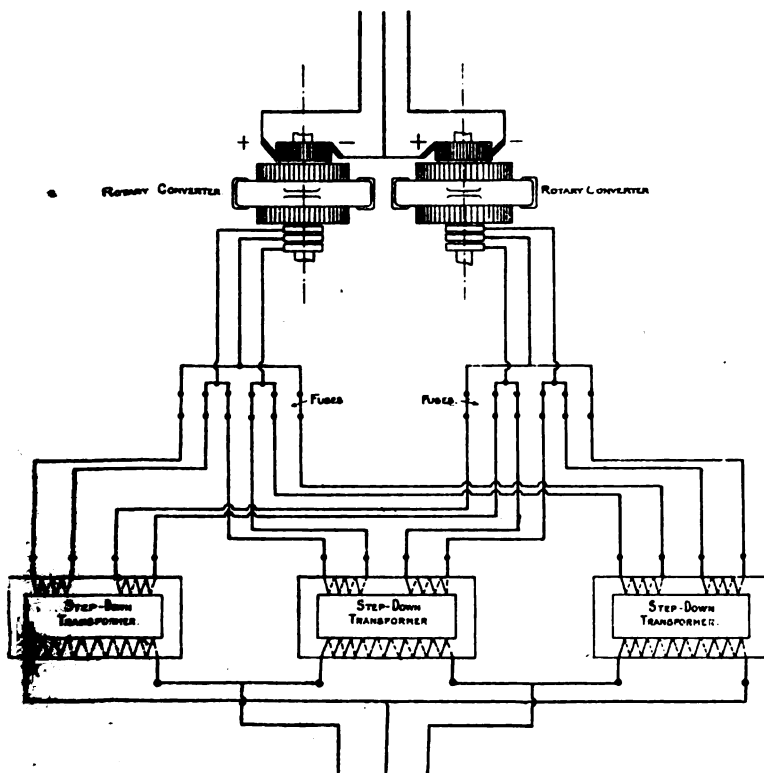 + - + -
ROTARY CONVERTER
ROTARY CONVERTER
FUSES
FUSES.
STEP-DOWN
TRANSFORMER.
STEP-DOWN
TRANSFORMER
STEP-DOWN
TRANSFORMER.